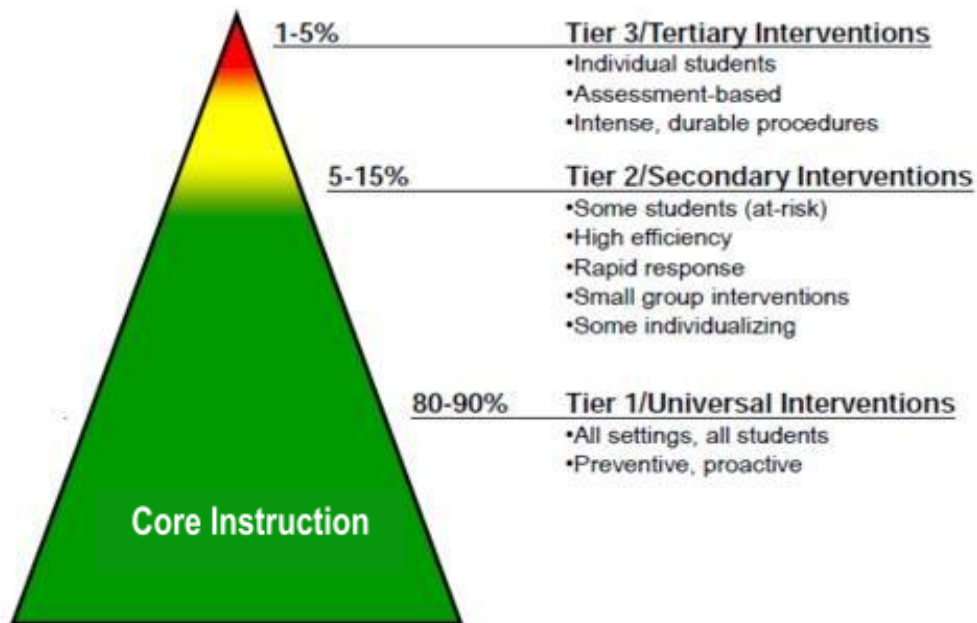 1-5% Tier 3/Tertiary Interventions
•Individual students
•Assessment-based
•Intense, durable procedures
5-15% Tier 2/Secondary Interventions
•Some students (at-risk)
•High efficiency
•Rapid response
•Small group interventions
•Some individualizing
80-90% Tier 1/Universal Interventions
•All settings, all students
•Preventive, proactive
Core Instruction